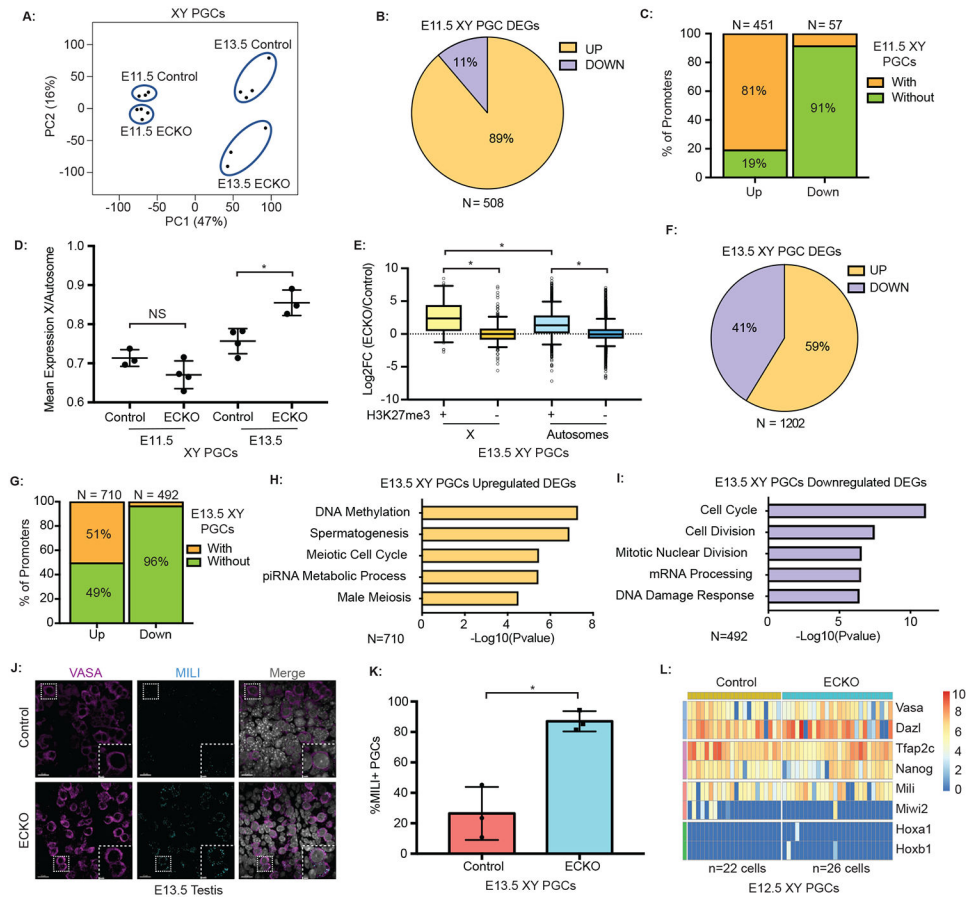 A:
XY PGCs
E13.5 Control
E11.5 Control
E11.5 ECKO
E13.5 ECKO
PC2 (16%)
100
50
0
-50
-100
-100 -50 0 50 100
PC1 (47%)
B:
E11.5 XY PGC DEGs
UP
DOWN
11%
89%
N = 508
C:
N = 451 N = 57
E11.5 XY
PGCs
With
Without
% of Promoters
100
80
60
40
20
0
81%
19%
91%
Up Down
D:
Mean Expression X/Autosome
1.0
0.9
0.8
0.7
0.6
NS
*
Control ECKO Control ECKO
E11.5 E13.5
XY PGCs
E:
Log2FC (ECKO/Control)
10
5
0
-5
-10
*
* *
H3K27me3 + - + -
X Autosomes
E13.5 XY PGCs
F:
E13.5 XY PGC DEGs
UP
DOWN
41%
59%
N = 1202
G:
N = 710 N = 492
E13.5 XY
PGCs
With
Without
% of Promoters
100
80
60
40
20
0
51%
49%
96%
Up Down
H:
E13.5 XY PGCs Upregulated DEGs
DNA Methylation
Spermatogenesis
Meiotic Cell Cycle
piRNA Metabolic Process
Male Meiosis
0 2 4 6 8
N=710
-Log10(Pvalue)
I:
E13.5 XY PGCs Downregulated DEGs
Cell Cycle
Cell Division
Mitotic Nuclear Division
mRNA Processing
DNA Damage Response
0 5 10
N=492
-Log10(Pvalue)
J:
VASA MILI Merge
Control
ECKO
E13.5 Testis
K:
%MILI+ PGCs
100
80
60
40
20
0
*
Control ECKO
E13.5 XY PGCs
L:
Control ECKO
Vasa
Dazl
Tfap2c
Nanog
Mili
Miwi2
Hoxa1
Hoxb1
10
8
6
4
2
0
n=22 cells n=26 cells
E12.5 XY PGCs